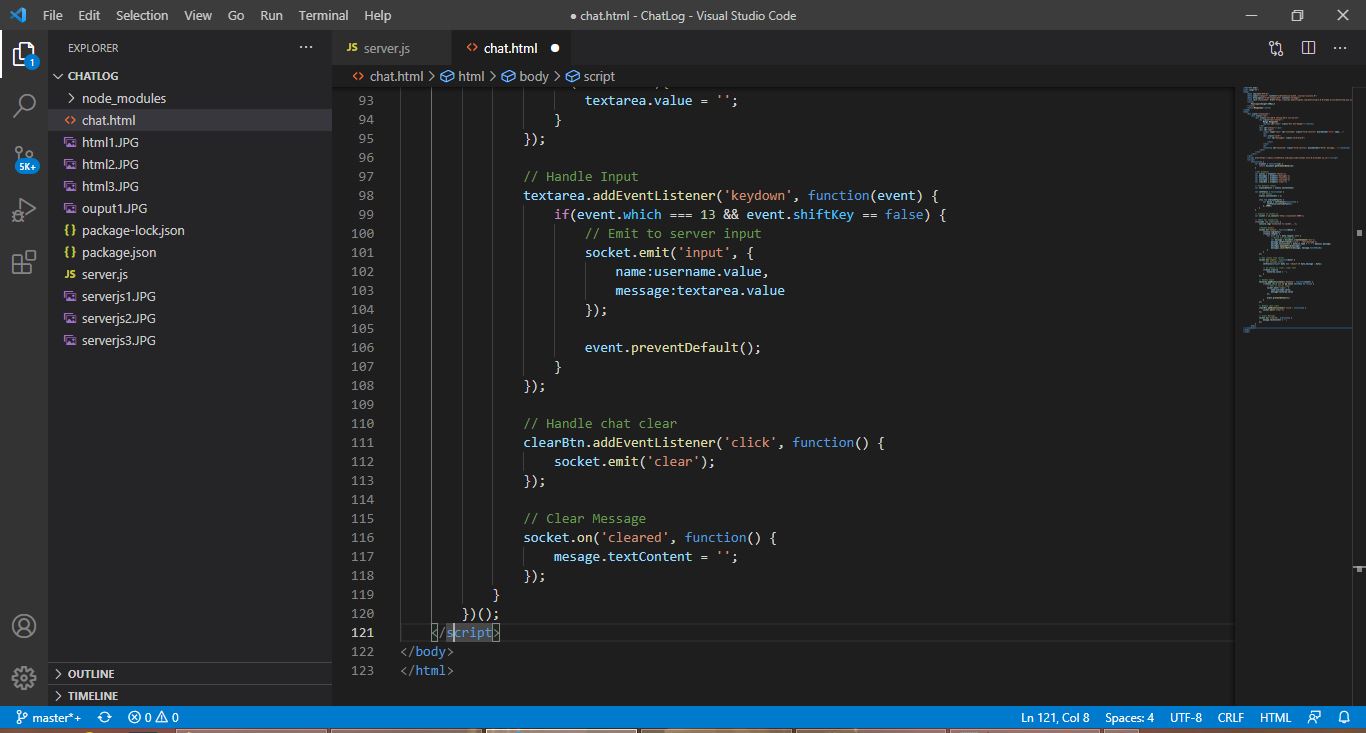 File Edit Selection View Go Run Terminal Help ● chat.html - ChatLog - Visual Studio Code
EXPLORER
1
CHATLOG
node_modules
chat.html
html1.JPG
html2.JPG
html3.JPG
ouput1.JPG
package-lock.json
package.json
server.js
serverjs1.JPG
serverjs2.JPG
serverjs3.JPG
5K+
OUTLINE
TIMELINE
JS server.js chat.html
chat.html > html > body > script
93 textarea.value = '';
94 }
95 });
96
97 // Handle Input
98 textarea.addEventListener('keydown', function(event) {
99 if(event.which === 13 && event.shiftKey == false) {
100 // Emit to server input
101 socket.emit('input', {
102 name:username.value,
103 message:textarea.value
104 });
105
106 event.preventDefault();
107 }
108 });
109
110 // Handle chat clear
111 clearBtn.addEventListener('click', function() {
112 socket.emit('clear');
113 });
114
115 // Clear Message
116 socket.on('cleared', function() {
117 mesage.textContent = '';
118 });
119 }
120 })();
121 </script>
122 </body>
123 </html>
master*+ 0 0 Ln 121, Col 8 Spaces: 4 UTF-8 CRLF HTML